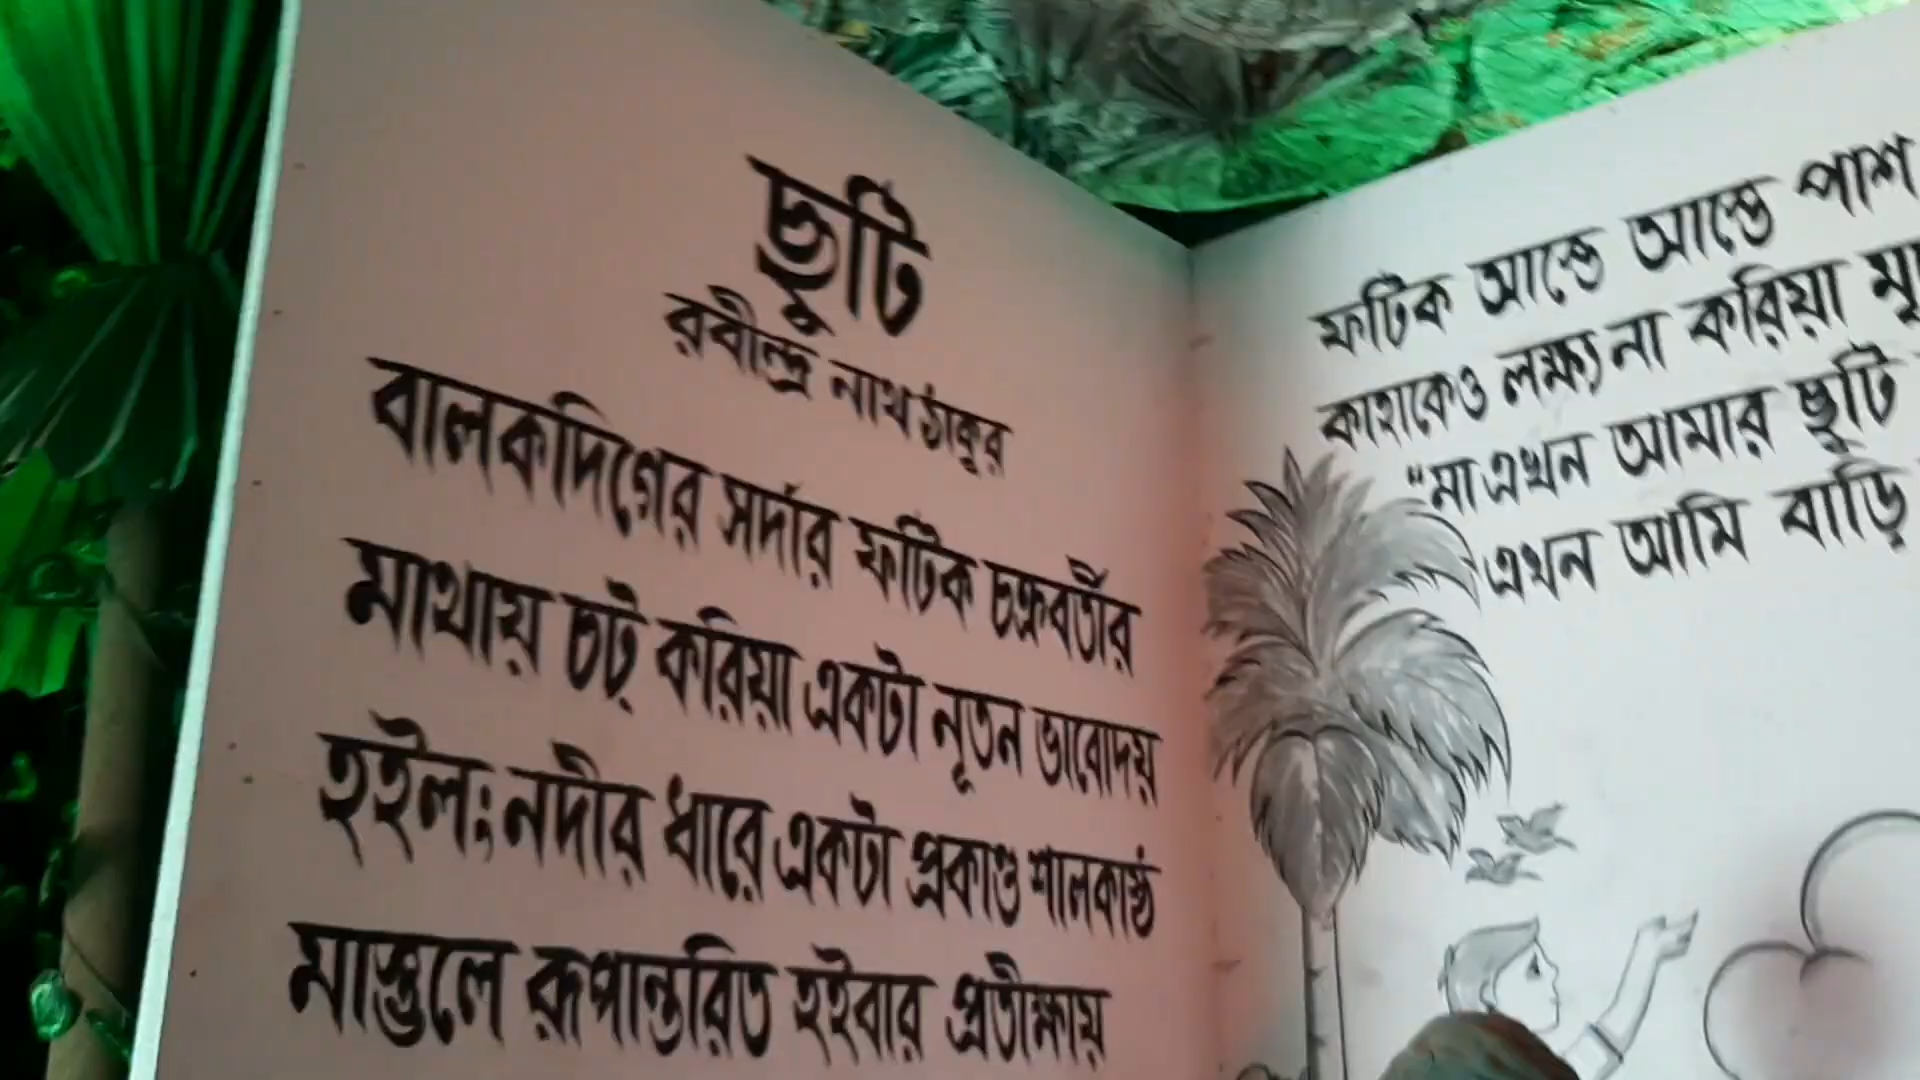 ছুটি
রবীন্দ্র নাথ ঠাকুর
বালকদিগের সর্দার ফটিক চক্রবর্তীর
মাথায় চট্ করিয়া একটা নূতন ভাবোদয়
হইল; নদীর ধারে একটা প্রকাণ্ড শালকাষ্ঠ
মাস্তুলে রূপান্তরিত হইবার প্রতীক্ষায়
ফটিক আস্তে আস্তে পাশ
কাহাকেও লক্ষ্য না করিয়া
“মা এখন আমার ছুটি
এখন আমি বাড়ি